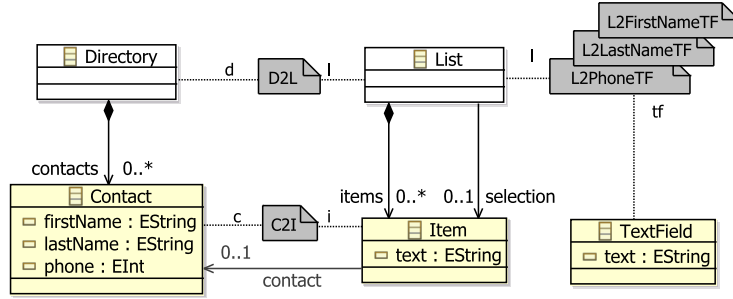 L2FirstNameTF
L2LastNameTF
L2PhoneTF
Directory
d
D2L
l
List
l
tf
contacts
0..*
items
0..*
0..1
selection
Contact
firstName : EString
lastName : EString
phone : EInt
c
C2I
i
Item
text : EString
TextField
text : EString
0..1
contact